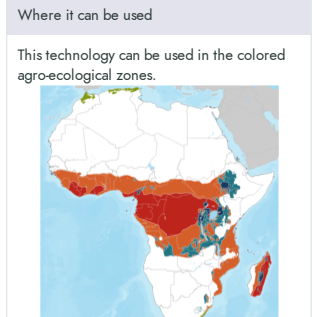 Where it can be used
This technology can be used in the colored
agro-ecological zones.